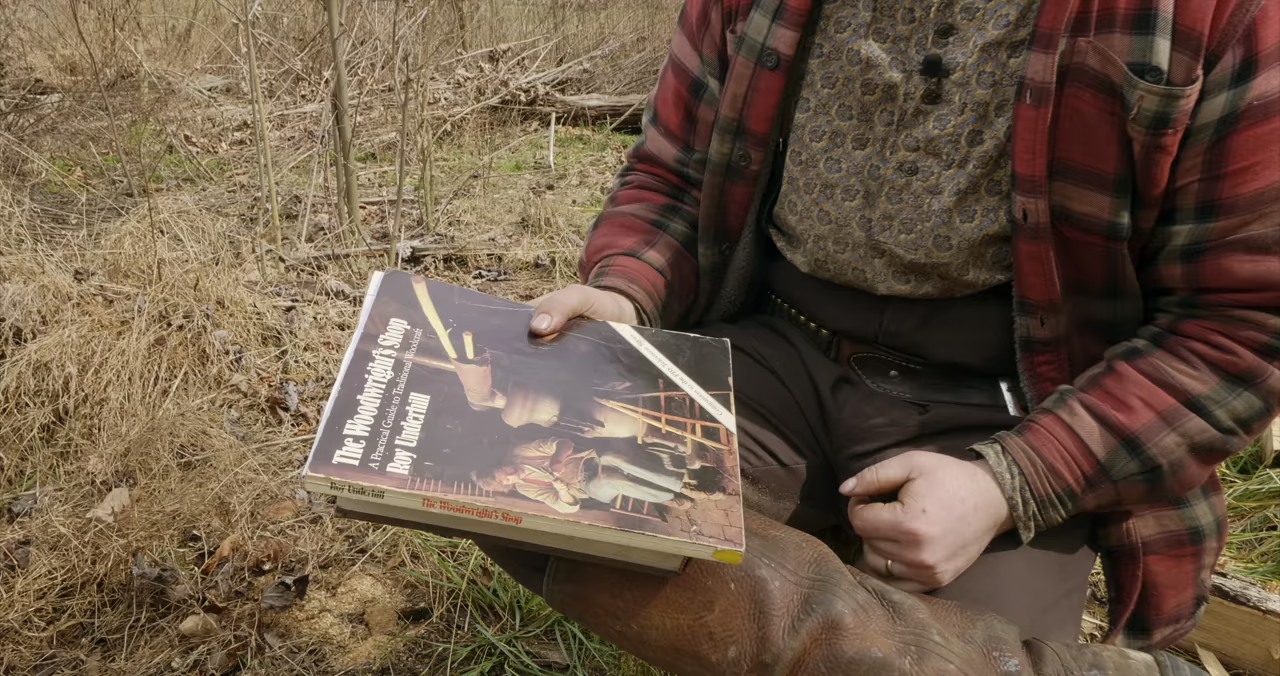 The Woodwright's Shop
A Practical Guide to Traditional Woodcraft
Roy Underhill
Roy Underhill
The Woodwright's Shop